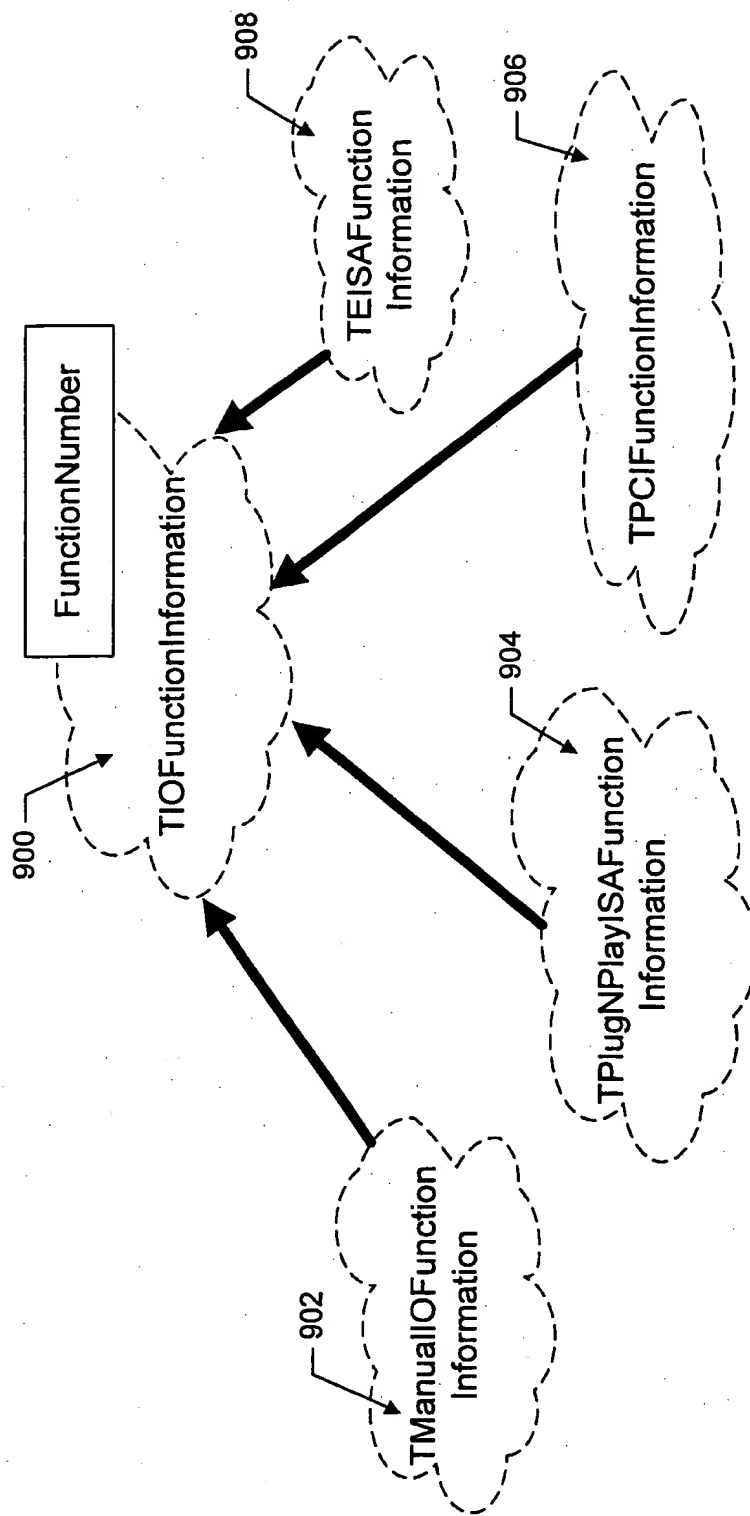 FunctionNumber
900
TIOFunctionInformation
908
TEISAFunction
Information
902
TManualIOFunction
Information
904
TPlugNPlayISAFunction
Information
906
TPCIFunctionInformation